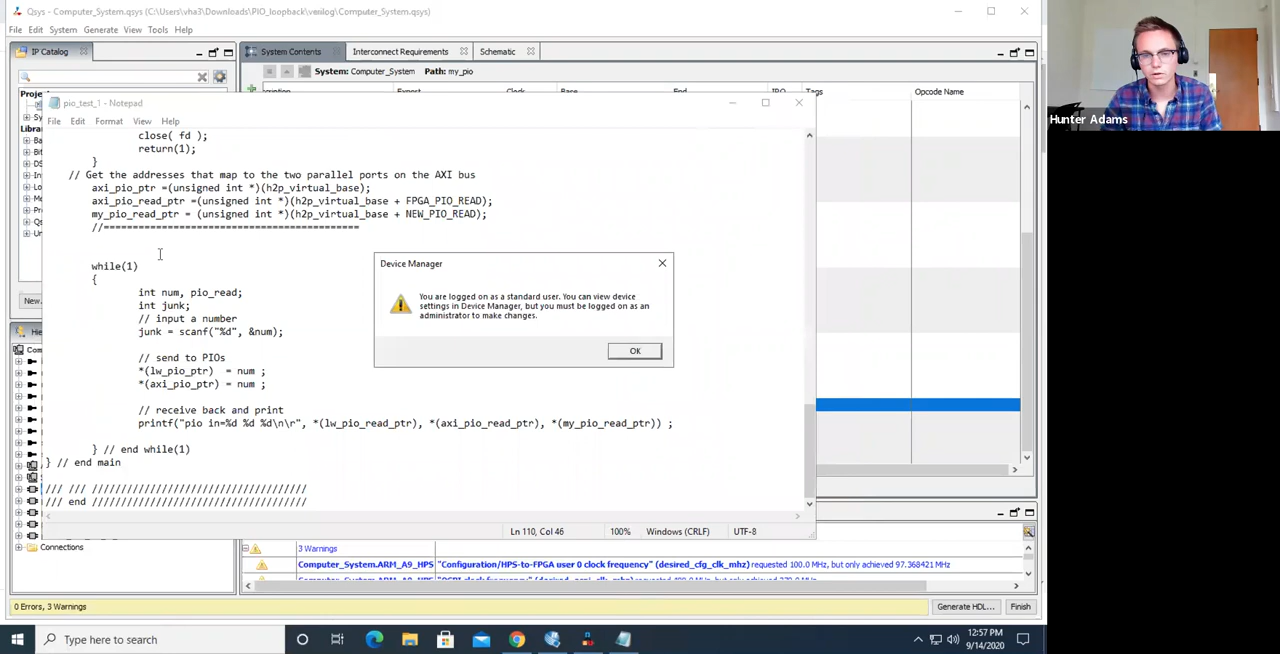 Qsys - Computer_System.qsys (C:\Users\vha3\Downloads\PIO_loopback\verilog\Computer_System.qsys)
File Edit System Generate View Tools Help
IP Catalog
System Contents
Interconnect Requirements
Schematic
System: Computer_System Path: my_pio
Export Clock Base End IRQ Tags Opcode Name
pio_test_1 - Notepad
File Edit Format View Help
close( fd );
return(1);
}
// Get the addresses that map to the two parallel ports on the AXI bus
axi_pio_ptr =(unsigned int *)(h2p_virtual_base);
axi_pio_read_ptr =(unsigned int *)(h2p_virtual_base + FPGA_PIO_READ);
my_pio_read_ptr = (unsigned int *)(h2p_virtual_base + NEW_PIO_READ);
//=========================================
while(1)
{
int num, pio_read;
int junk;
// input a number
junk = scanf("%d", &num);
// send to PIOs
*(lw_pio_ptr) = num ;
*(axi_pio_ptr) = num ;
// receive back and print
printf("pio in=%d %d %d\n\r", *(lw_pio_read_ptr), *(axi_pio_read_ptr), *(my_pio_read_ptr)) ;
} // end while(1)
} // end main
/// /// /////////////////////////////////////
/// end /////////////////////////////////////
Ln 110, Col 46 100% Windows (CRLF) UTF-8
Device Manager
You are logged on as a standard user. You can view device
settings in Device Manager, but you must be logged on as an
administrator to make changes.
OK
New...
Connections
3 Warnings
Computer_System.ARM_A9_HPS "Configuration/HPS-to-FPGA user 0 clock frequency" (desired_cfg_clk_mhz) requested 100.0 MHz, but only achieved 97.368421 MHz
0 Errors, 3 Warnings
Generate HDL... Finish
Type here to search
12:57 PM
9/14/2020
Hunter Adams